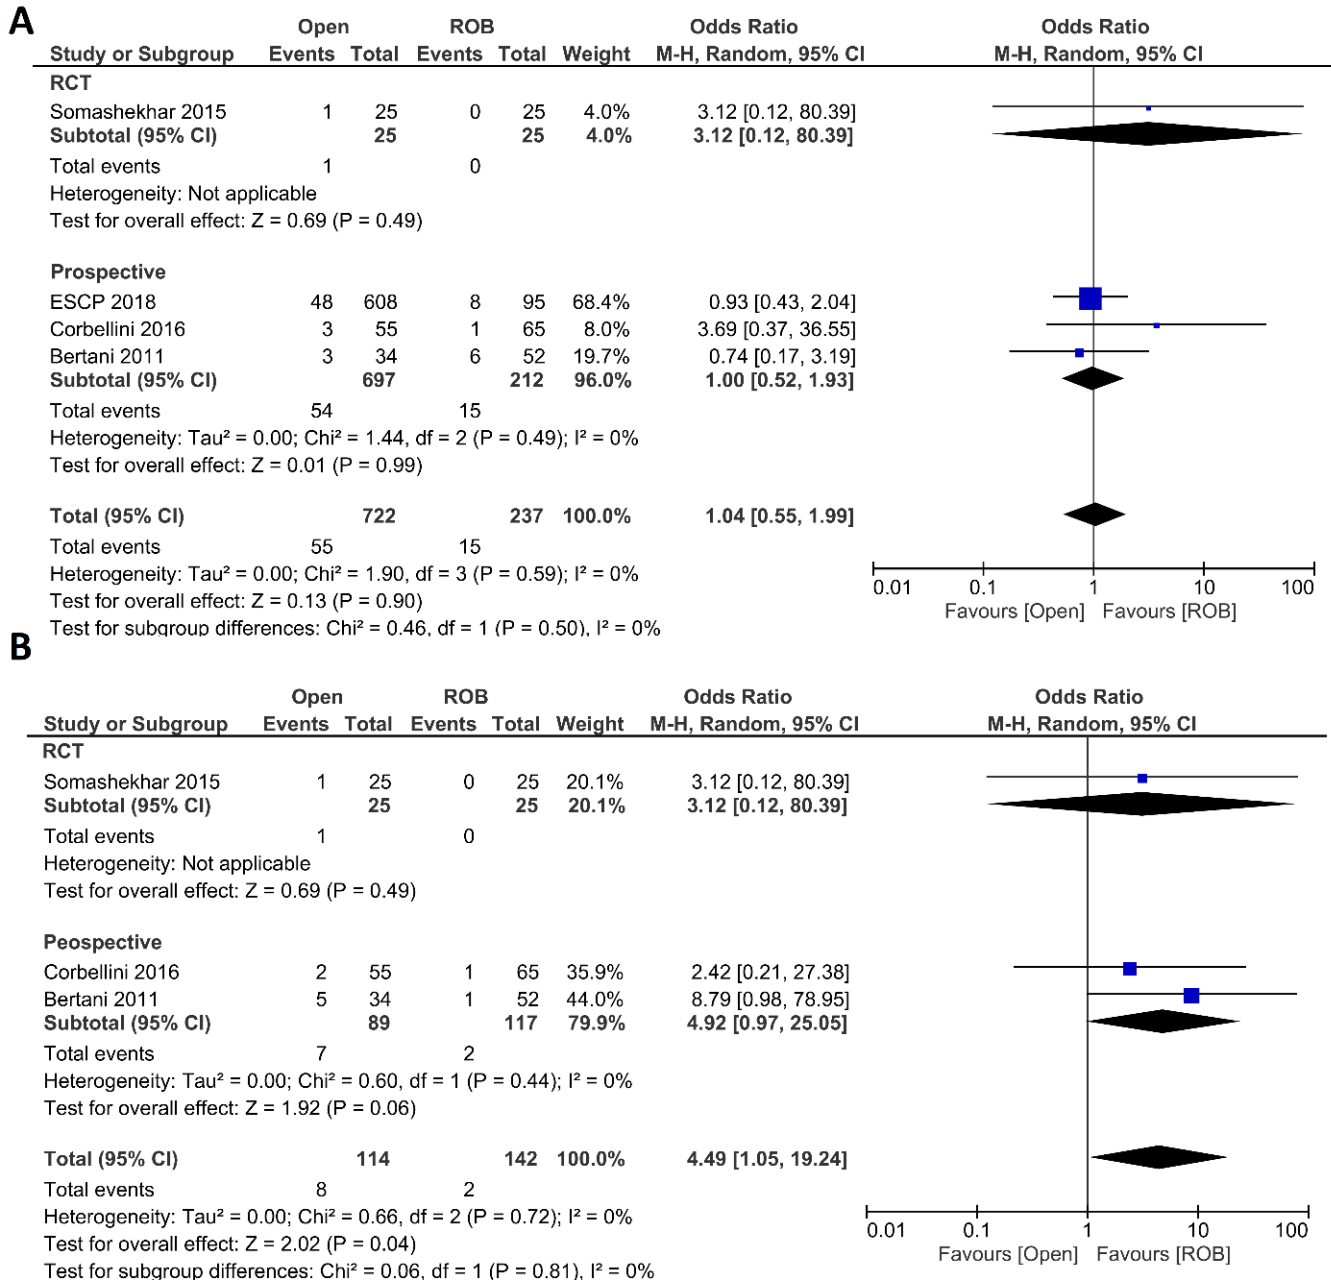 A
Open ROB Odds Ratio Odds Ratio
Study or Subgroup Events Total Events Total Weight M-H, Random, 95% CI M-H, Random, 95% CI
RCT
Somashekhar 2015 1 25 0 25 4.0% 3.12 [0.12, 80.39]
Subtotal (95% CI) 25 25 4.0% 3.12 [0.12, 80.39]
Total events 1 0
Heterogeneity: Not applicable
Test for overall effect: Z = 0.69 (P = 0.49)
Prospective
ESCP 2018 48 608 8 95 68.4% 0.93 [0.43, 2.04]
Corbellini 2016 3 55 1 65 8.0% 3.69 [0.37, 36.55]
Bertani 2011 3 34 6 52 19.7% 0.74 [0.17, 3.19]
Subtotal (95% CI) 697 212 96.0% 1.00 [0.52, 1.93]
Total events 54 15
Heterogeneity: Tau² = 0.00; Chi² = 1.44, df = 2 (P = 0.49); I² = 0%
Test for overall effect: Z = 0.01 (P = 0.99)
Total (95% CI) 722 237 100.0% 1.04 [0.55, 1.99]
Total events 55 15
Heterogeneity: Tau² = 0.00; Chi² = 1.90, df = 3 (P = 0.59); I² = 0%
Test for overall effect: Z = 0.13 (P = 0.90)
Test for subgroup differences: Chi² = 0.46, df = 1 (P = 0.50), I² = 0%
0.01 0.1 1 10 100
Favours [Open] Favours [ROB]
B
Open ROB Odds Ratio Odds Ratio
Study or Subgroup Events Total Events Total Weight M-H, Random, 95% CI M-H, Random, 95% CI
RCT
Somashekhar 2015 1 25 0 25 20.1% 3.12 [0.12, 80.39]
Subtotal (95% CI) 25 25 20.1% 3.12 [0.12, 80.39]
Total events 1 0
Heterogeneity: Not applicable
Test for overall effect: Z = 0.69 (P = 0.49)
Peospective
Corbellini 2016 2 55 1 65 35.9% 2.42 [0.21, 27.38]
Bertani 2011 5 34 1 52 44.0% 8.79 [0.98, 78.95]
Subtotal (95% CI) 89 117 79.9% 4.92 [0.97, 25.05]
Total events 7 2
Heterogeneity: Tau² = 0.00; Chi² = 0.60, df = 1 (P = 0.44); I² = 0%
Test for overall effect: Z = 1.92 (P = 0.06)
Total (95% CI) 114 142 100.0% 4.49 [1.05, 19.24]
Total events 8 2
Heterogeneity: Tau² = 0.00; Chi² = 0.66, df = 2 (P = 0.72); I² = 0%
Test for overall effect: Z = 2.02 (P = 0.04)
Test for subgroup differences: Chi² = 0.06, df = 1 (P = 0.81), I² = 0%
0.01 0.1 1 10 100
Favours [Open] Favours [ROB]